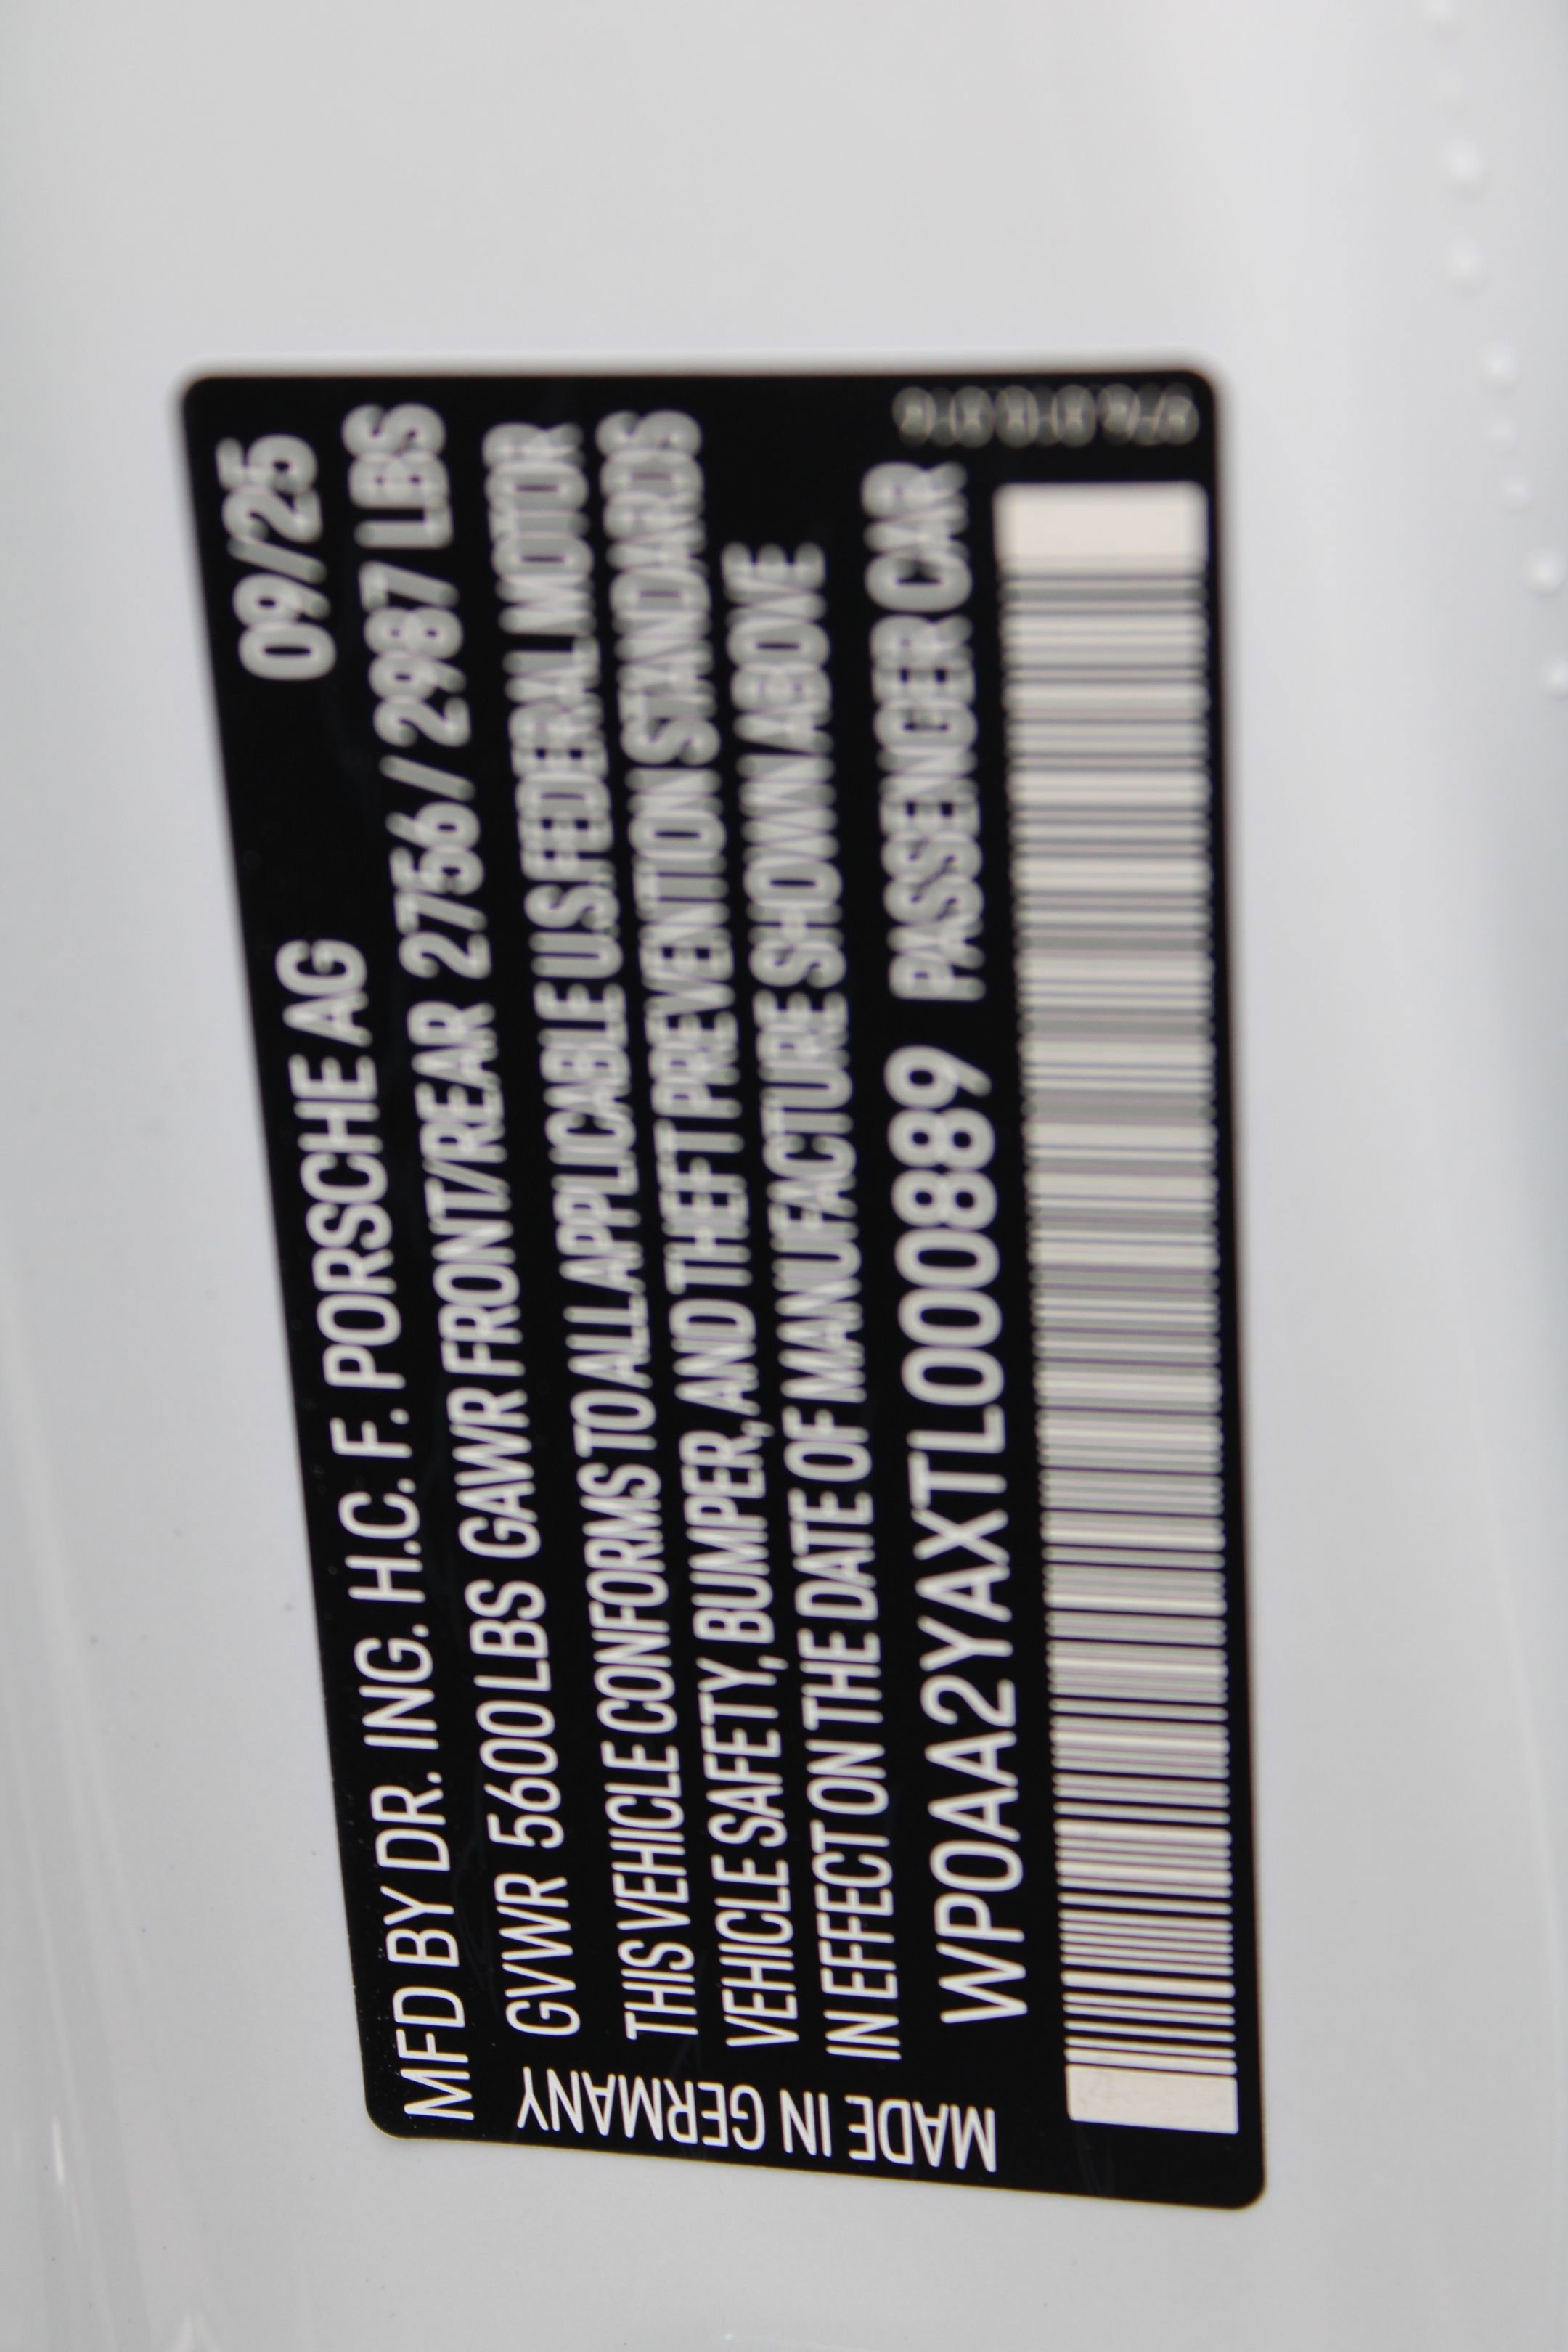 MFD BY DR. ING. H.C. F. PORSCHE AG 09/25
GVWR 5600 LBS GAWR FRONT/REAR 2756/2987 LBS
THIS VEHICLE CONFORMS TO ALL APPLICABLE U.S. FEDERAL MOTOR
VEHICLE SAFETY, BUMPER, AND THEFT PREVENTION STANDARDS
IN EFFECT ON THE DATE OF MANUFACTURE SHOWN ABOVE
WP0AA2YAXTL000889 PASSENGER CAR
MADE IN GERMANY